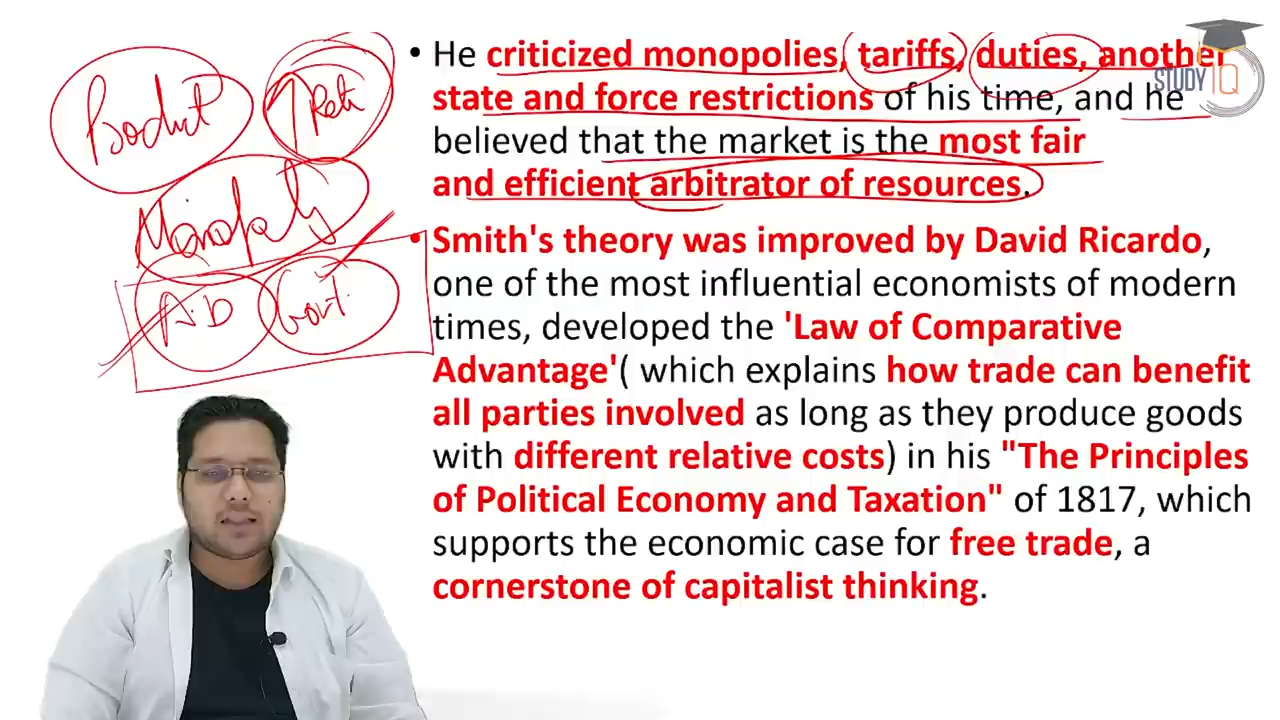 Product
Rate
Monopoly
A.D
Govt.
• He criticized monopolies, tariffs, duties, another
state and force restrictions of his time, and he
believed that the market is the most fair
and efficient arbitrator of resources.
• Smith's theory was improved by David Ricardo,
one of the most influential economists of modern
times, developed the 'Law of Comparative
Advantage'( which explains how trade can benefit
all parties involved as long as they produce goods
with different relative costs) in his "The Principles
of Political Economy and Taxation" of 1817, which
supports the economic case for free trade, a
cornerstone of capitalist thinking.
STUDY IQ